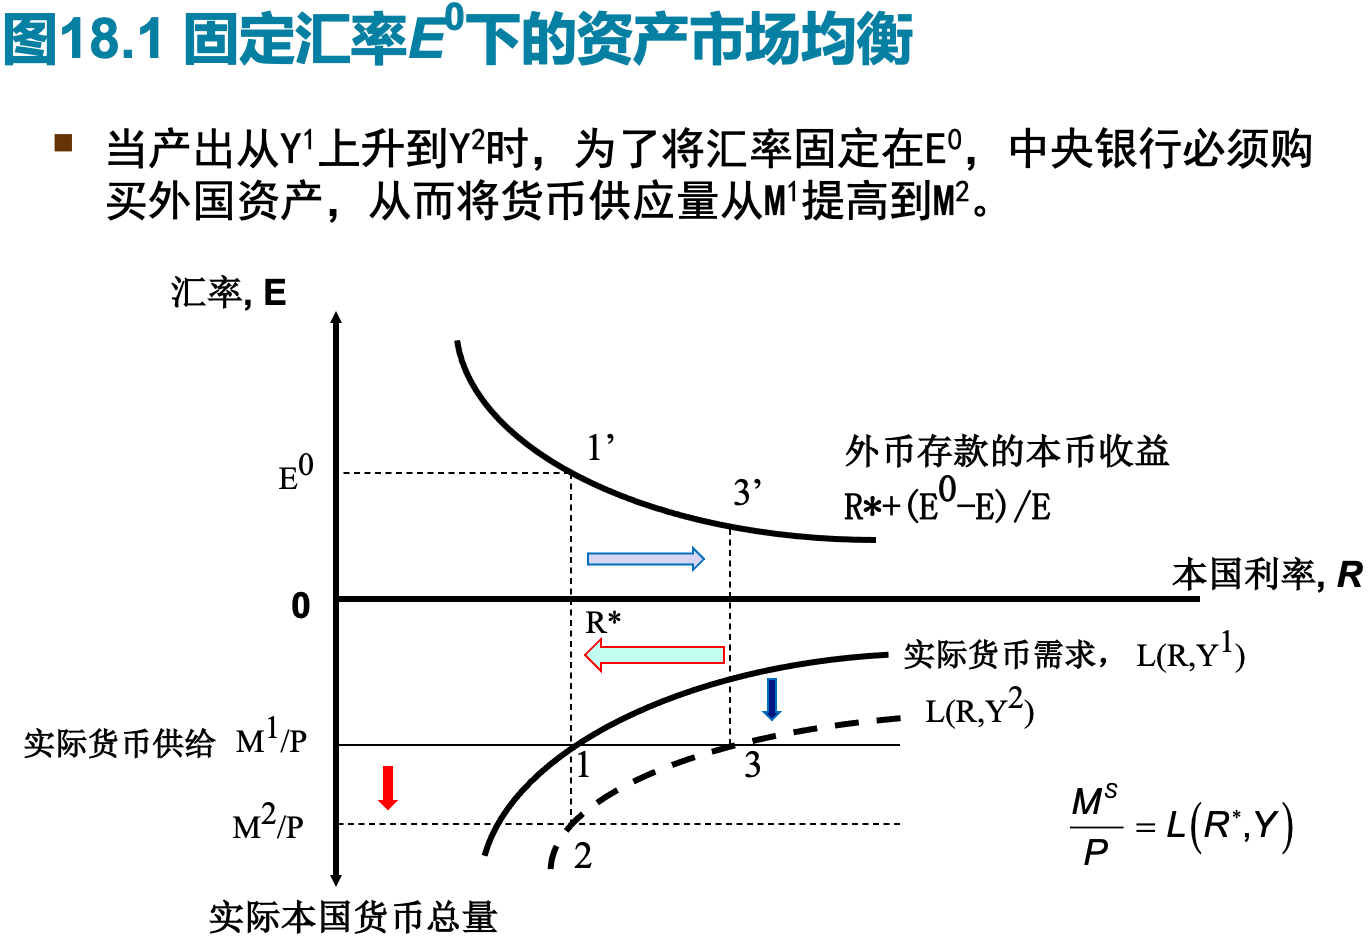 图18.1 固定汇率E⁰下的资产市场均衡
当产出从Y¹上升到Y²时，为了将汇率固定在E⁰，中央银行必须购
买外国资产，从而将货币供应量从M¹提高到M²。
汇率, E
1’
E⁰
3’
外币存款的本币收益
R*+(E⁰-E)/E
本国利率, R
0
R*
实际货币需求， L(R,Y¹)
L(R,Y²)
实际货币供给 M¹/P
1
3
M²/P
2
M^S/P = L(R*,Y)
实际本国货币总量